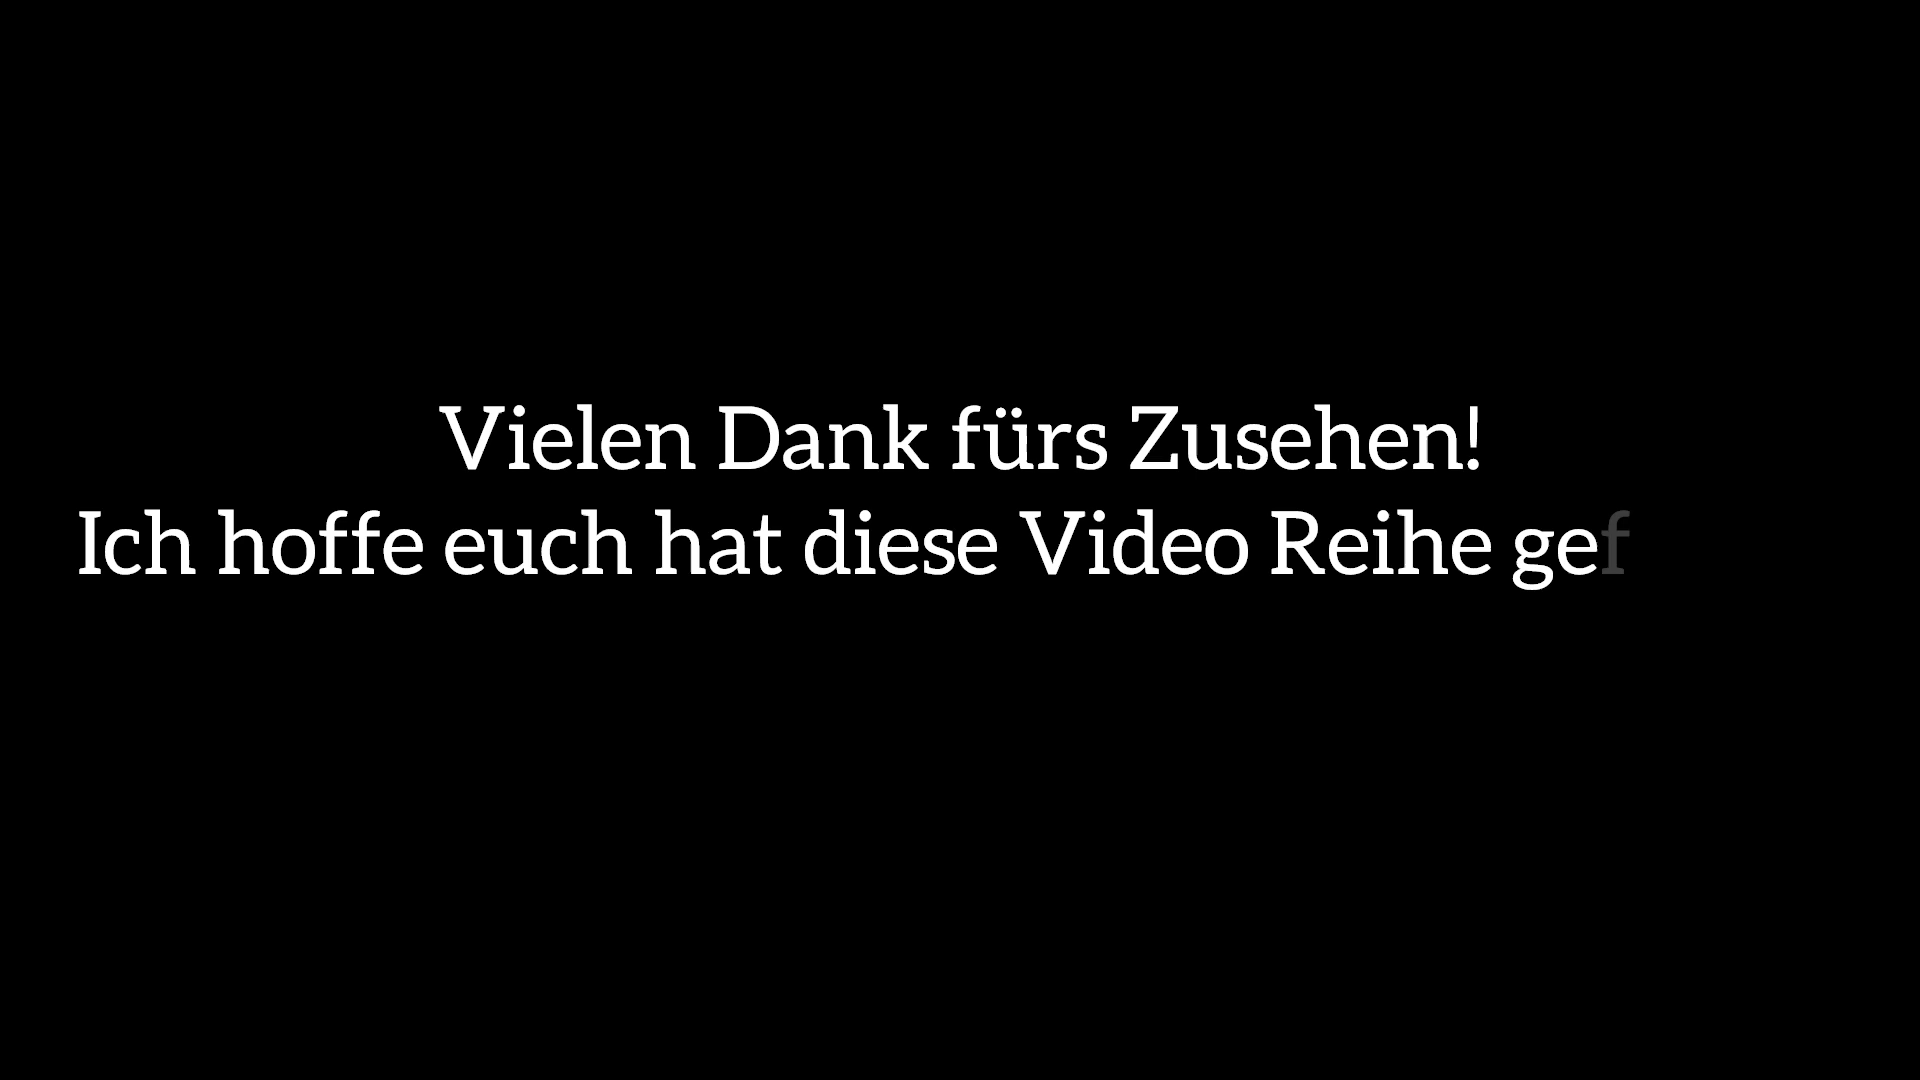 Vielen Dank fürs Zusehen!
Ich hoffe euch hat diese Video Reihe gef